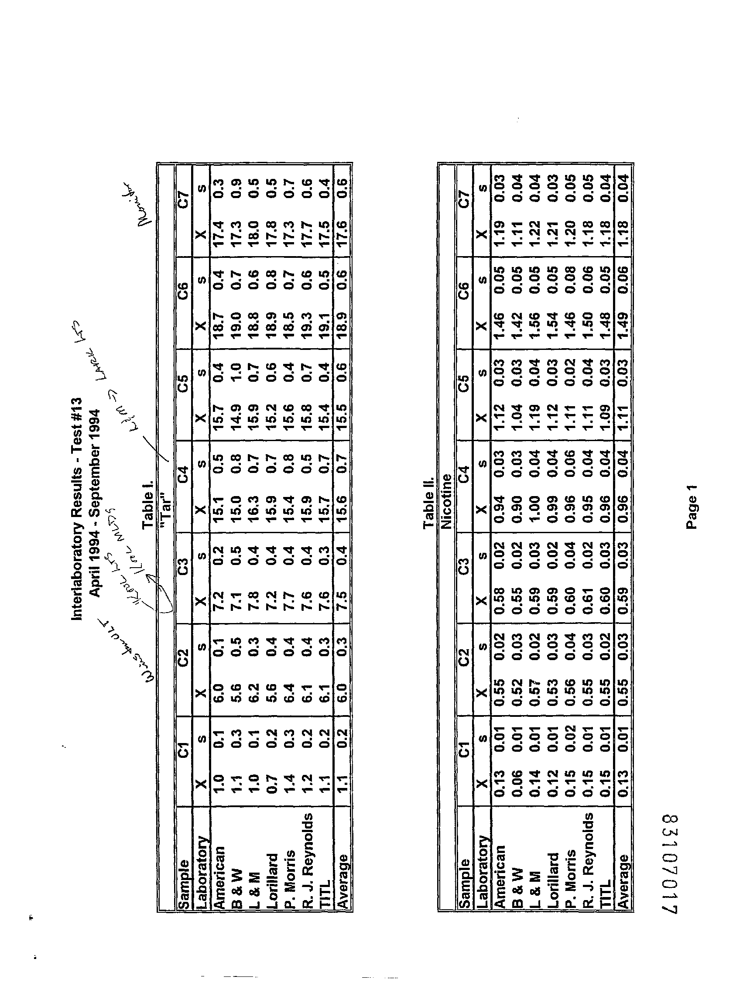 Interlaboratory Results - Test #13
April 1994 - September 1994
Table I.
"Tar"
Sample C1 C2 C3 C4 C5 C6 C7
Laboratory X s X s X s X s X s X s X s
American 1.0 0.1 6.0 0.1 7.2 0.2 15.1 0.5 15.7 0.4 18.7 0.4 17.4 0.3
B & W 1.1 0.3 5.6 0.5 7.1 0.5 15.0 0.8 14.9 1.0 19.0 0.7 17.3 0.9
L & M 1.0 0.1 6.2 0.3 7.8 0.4 16.3 0.7 15.9 0.7 18.8 0.6 18.0 0.5
Lorillard 0.7 0.2 5.6 0.4 7.2 0.4 15.9 0.7 15.2 0.6 18.9 0.8 17.8 0.5
P. Morris 1.4 0.3 6.4 0.4 7.7 0.4 15.4 0.8 15.6 0.4 18.5 0.7 17.3 0.7
R. J. Reynolds 1.2 0.2 6.1 0.4 7.6 0.4 15.9 0.5 15.8 0.7 19.3 0.6 17.7 0.6
TITL 1.1 0.2 6.1 0.3 7.6 0.3 15.7 0.7 15.4 0.4 19.1 0.5 17.5 0.4
Average 1.1 0.2 6.0 0.3 7.5 0.4 15.6 0.7 15.5 0.6 18.9 0.6 17.6 0.6
Table II.
Nicotine
Sample C1 C2 C3 C4 C5 C6 C7
Laboratory X s X s X s X s X s X s X s
American 0.13 0.01 0.55 0.02 0.58 0.02 0.94 0.03 1.12 0.03 1.46 0.05 1.19 0.03
B & W 0.06 0.01 0.52 0.03 0.55 0.02 0.90 0.03 1.04 0.03 1.42 0.05 1.11 0.04
L & M 0.14 0.01 0.57 0.02 0.59 0.03 1.00 0.04 1.19 0.04 1.56 0.05 1.22 0.04
Lorillard 0.12 0.01 0.53 0.03 0.59 0.02 0.99 0.04 1.12 0.03 1.54 0.05 1.21 0.03
P. Morris 0.15 0.02 0.56 0.04 0.60 0.04 0.96 0.06 1.11 0.02 1.46 0.08 1.20 0.05
R. J. Reynolds 0.15 0.01 0.55 0.03 0.61 0.02 0.95 0.04 1.11 0.04 1.50 0.06 1.18 0.05
TITL 0.15 0.01 0.55 0.02 0.60 0.03 0.96 0.04 1.09 0.03 1.48 0.05 1.18 0.04
Average 0.13 0.01 0.55 0.03 0.59 0.03 0.96 0.04 1.11 0.03 1.49 0.06 1.18 0.04
Page 1
83107017